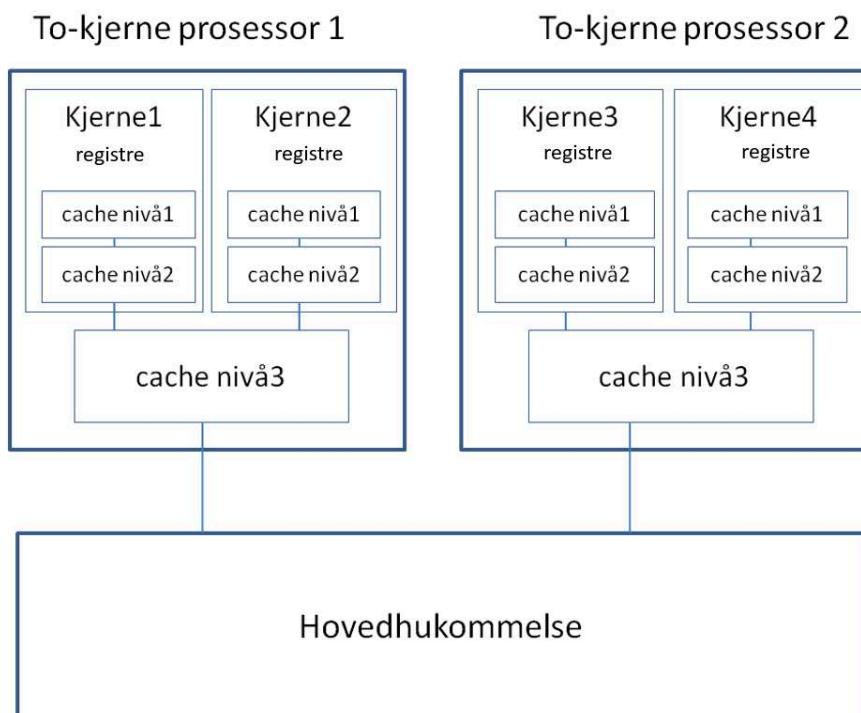 To-kjerne prosessor 1
To-kjerne prosessor 2
Kjerne1
registre
cache nivå1
cache nivå2
Kjerne2
registre
cache nivå1
cache nivå2
cache nivå3
Kjerne3
registre
cache nivå1
cache nivå2
Kjerne4
registre
cache nivå1
cache nivå2
cache nivå3
Hovedhukommelse